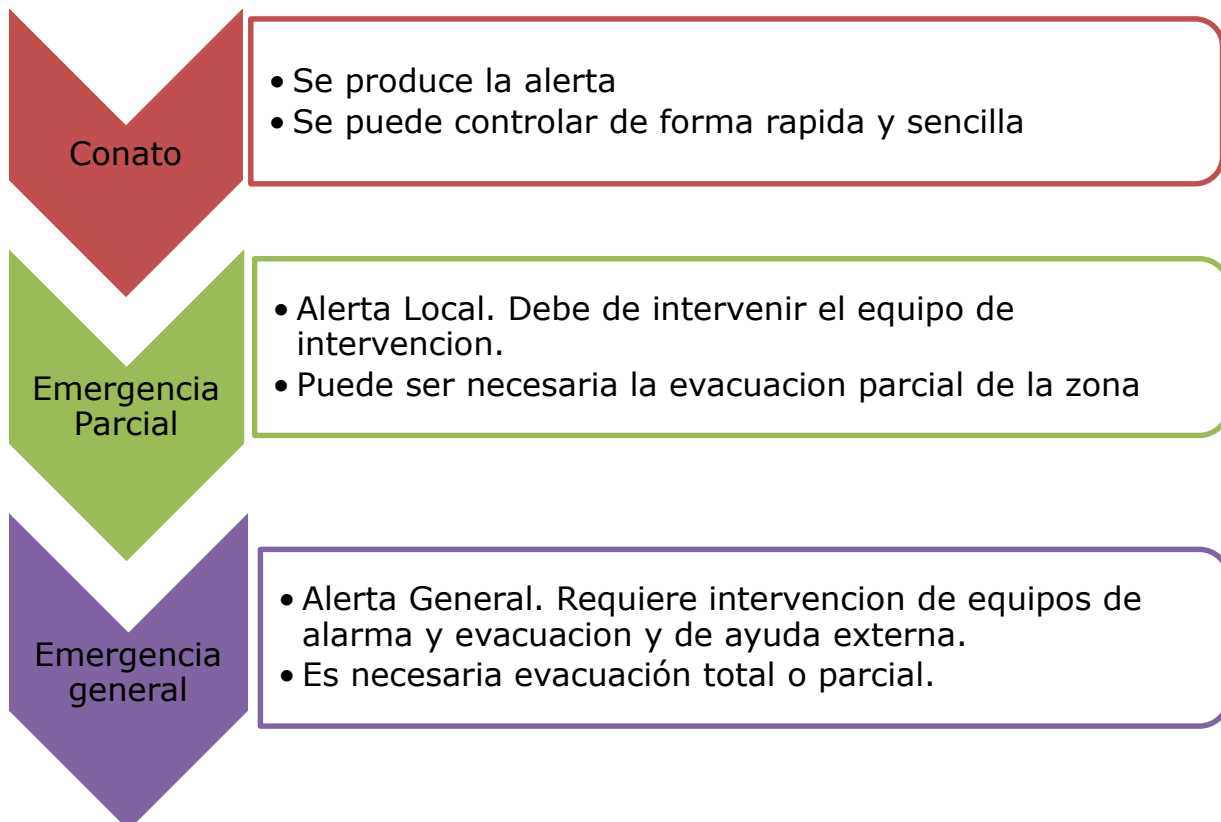 Conato
• Se produce la alerta
• Se puede controlar de forma rapida y sencilla
Emergencia
Parcial
• Alerta Local. Debe de intervenir el equipo de
intervencion.
• Puede ser necesaria la evacuacion parcial de la zona
Emergencia
general
• Alerta General. Requiere intervencion de equipos de
alarma y evacuacion y de ayuda externa.
• Es necesaria evacuación total o parcial.